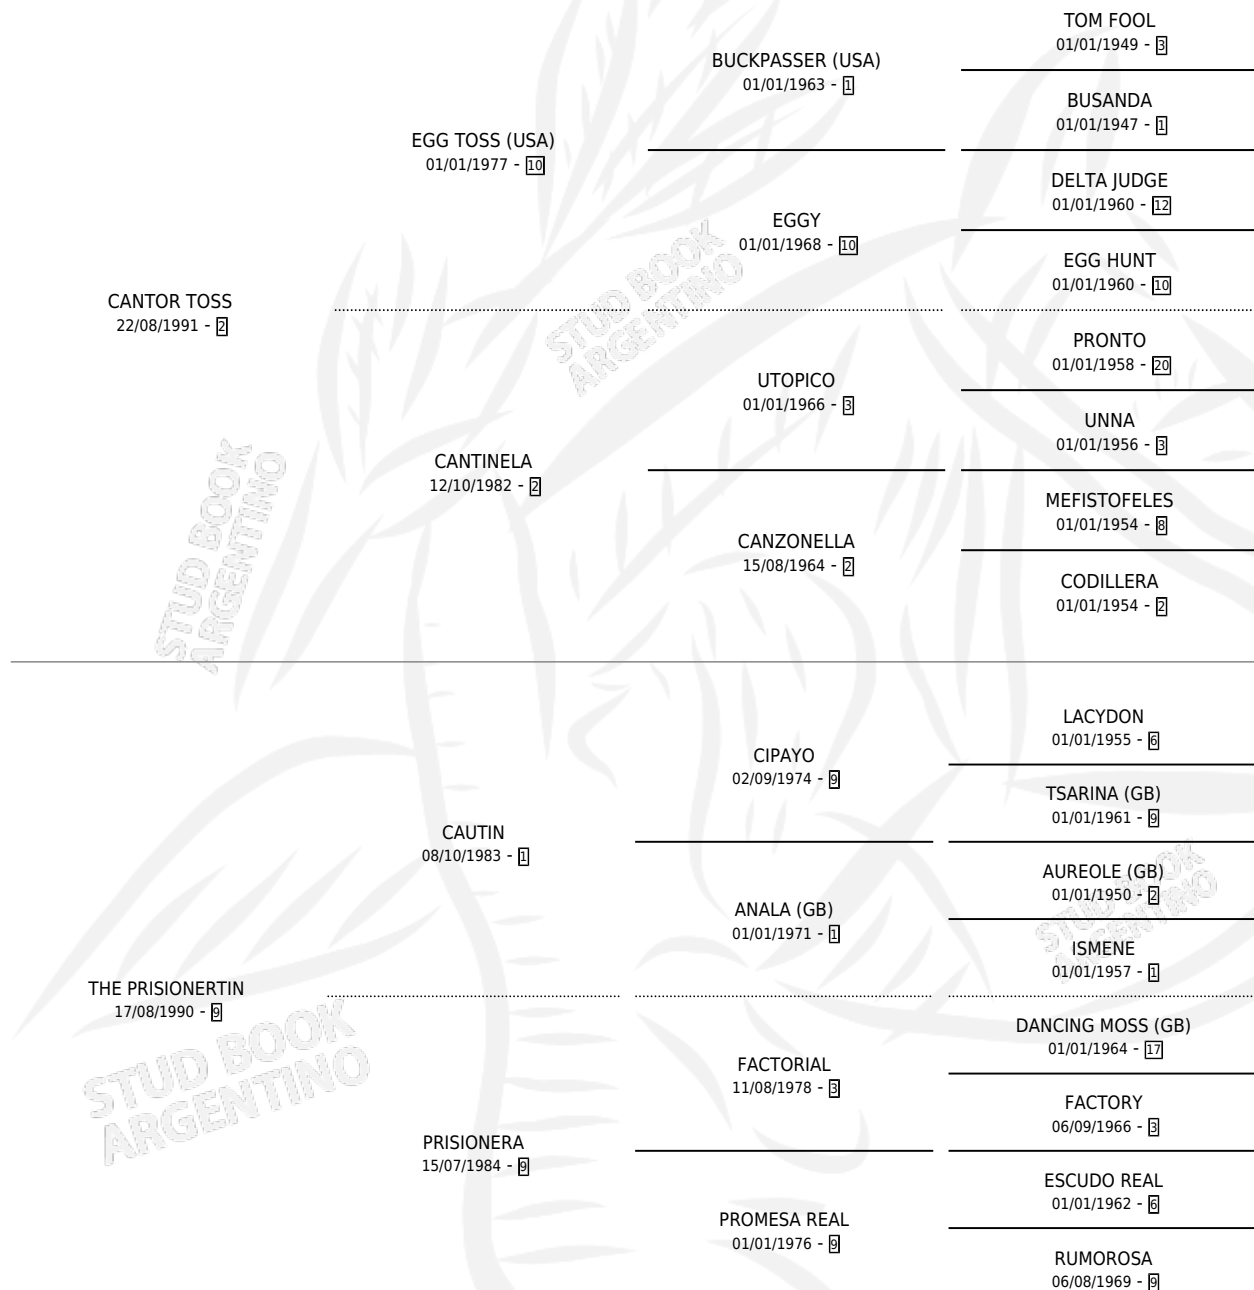 TOM FOOL
01/01/1949 - 3
BUCKPASSER (USA)
01/01/1963 - 1
BUSANDA
01/01/1947 - 1
EGG TOSS (USA)
01/01/1977 - 10
DELTA JUDGE
01/01/1960 - 12
EGGY
01/01/1968 - 10
EGG HUNT
01/01/1960 - 10
CANTOR TOSS
22/08/1991 - 2
PRONTO
01/01/1958 - 20
UTOPICO
01/01/1966 - 3
UNNA
01/01/1956 - 3
CANTINELA
12/10/1982 - 2
MEFISTOFELES
01/01/1954 - 8
CANZONELLA
15/08/1964 - 2
CODILLERA
01/01/1954 - 2
LACYDON
01/01/1955 - 6
CIPAYO
02/09/1974 - 9
TSARINA (GB)
01/01/1961 - 9
CAUTIN
08/10/1983 - 1
AUREOLE (GB)
01/01/1950 - 2
ANALA (GB)
01/01/1971 - 1
ISMENE
01/01/1957 - 1
THE PRISIONERTIN
17/08/1990 - 9
DANCING MOSS (GB)
01/01/1964 - 17
FACTORIAL
11/08/1978 - 3
FACTORY
06/09/1966 - 3
PRISIONERA
15/07/1984 - 9
ESCUDO REAL
01/01/1962 - 6
PROMESA REAL
01/01/1976 - 9
RUMOROSA
06/08/1969 - 9
STUD BOOK
ARGENTINO
STUD BOOK
ARGENTINO
STUD BOOK
ARGENTINO
STUD BOOK
ARGENTINO